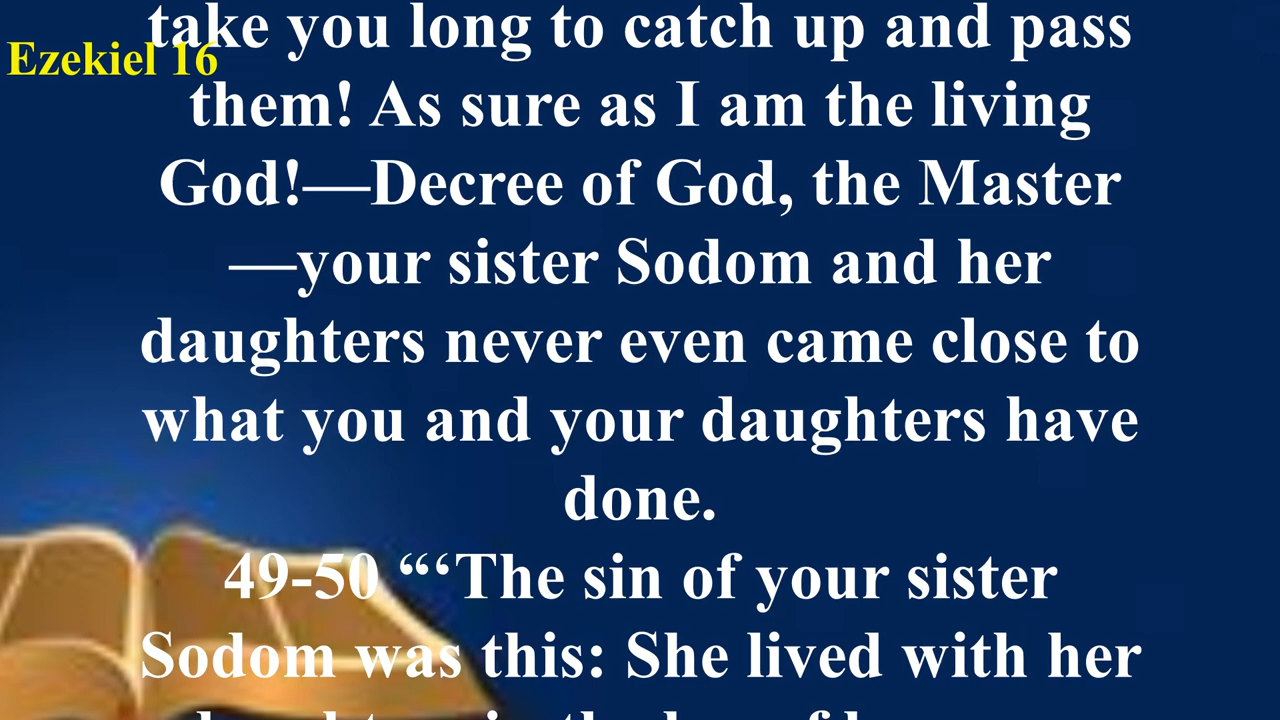 take you long to catch up and pass
Ezekiel 16
them! As sure as I am the living
God!—Decree of God, the Master
—your sister Sodom and her
daughters never even came close to
what you and your daughters have
done.
49-50 “‘The sin of your sister
Sodom was this: She lived with her